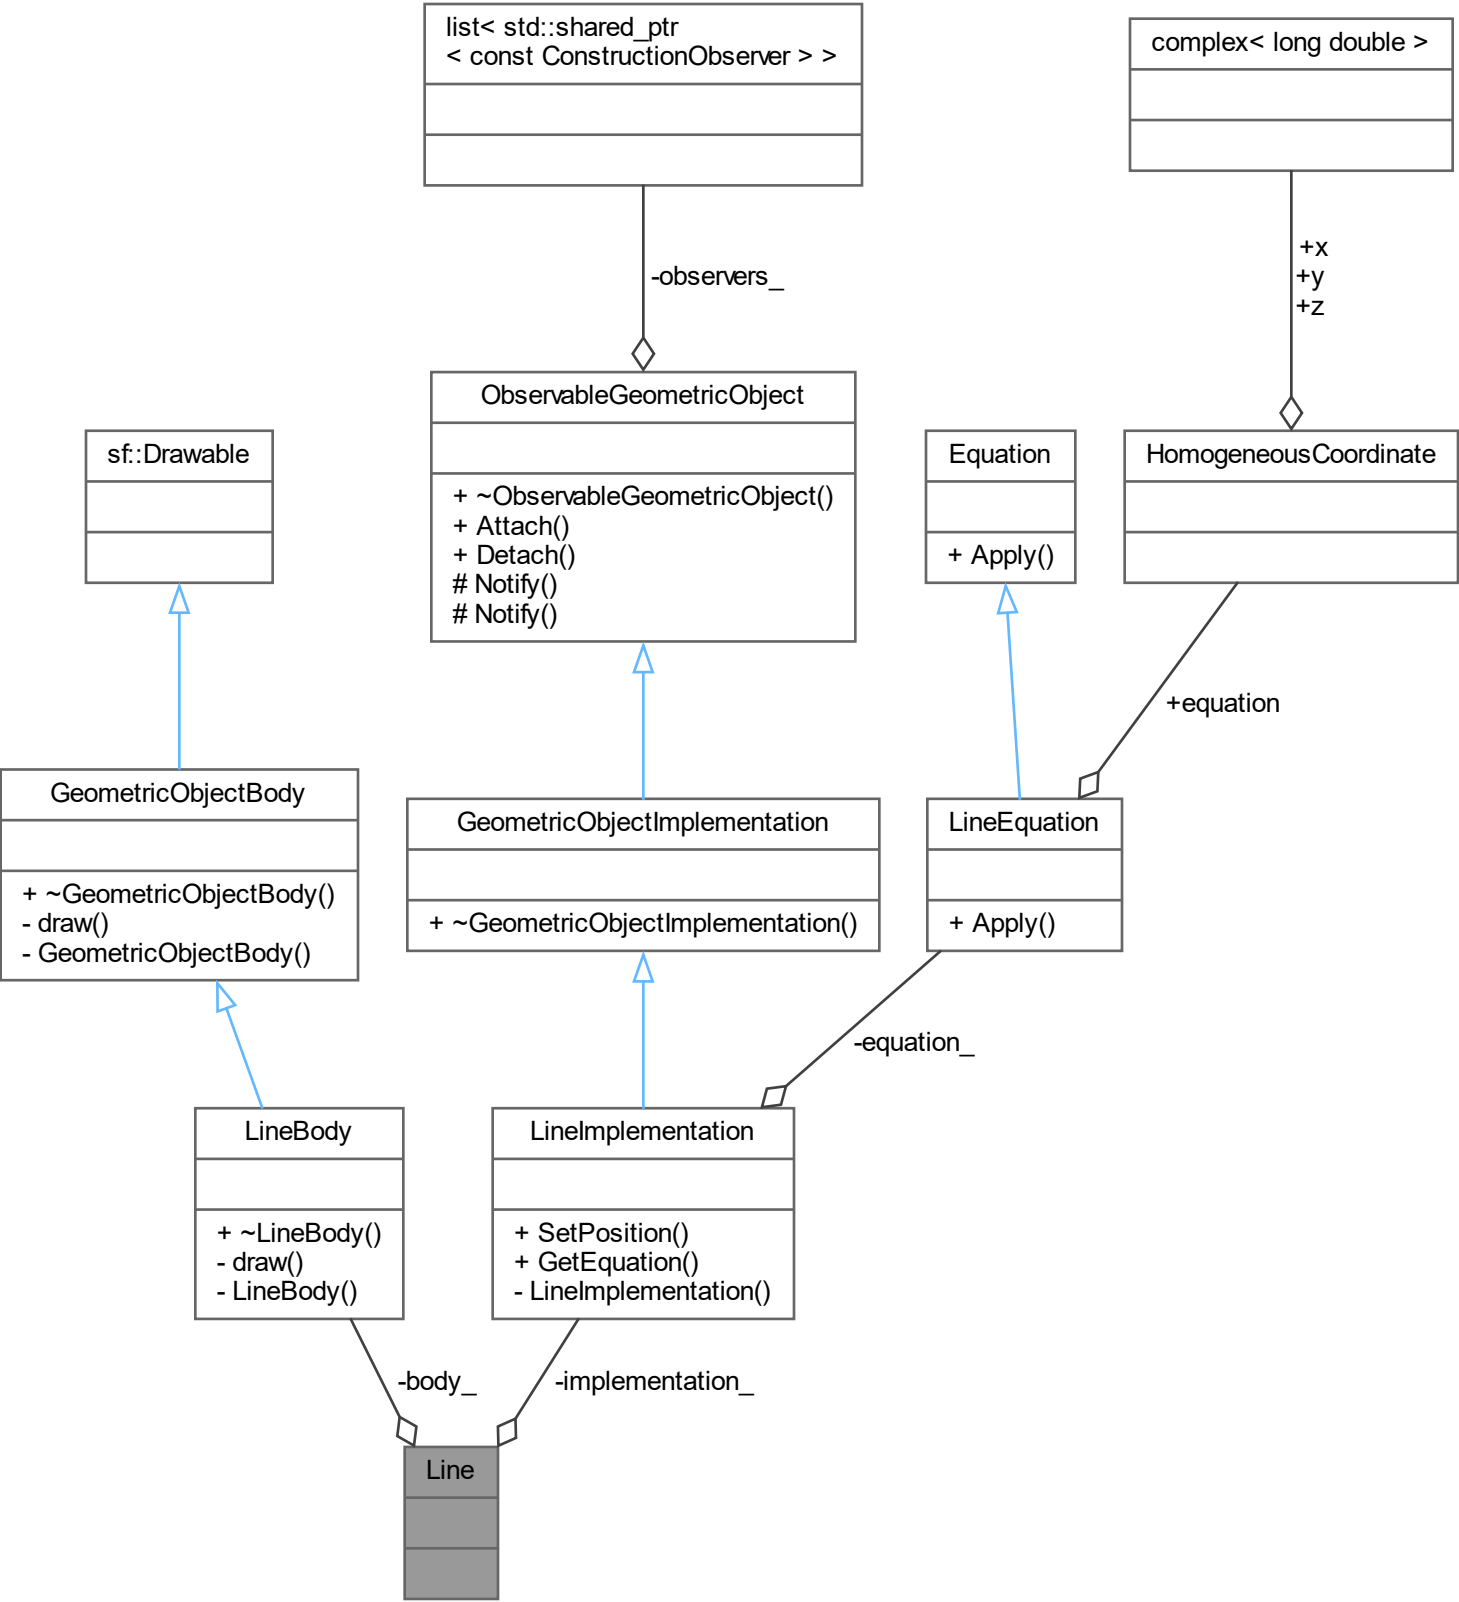 list< std::shared_ptr
< const ConstructionObserver > >
complex< long double >
+x
+y
+z
-observers_
ObservableGeometricObject
+ ~ObservableGeometricObject()
+ Attach()
+ Detach()
# Notify()
# Notify()
sf::Drawable
Equation
+ Apply()
HomogeneousCoordinate
+equation
GeometricObjectBody
+ ~GeometricObjectBody()
- draw()
- GeometricObjectBody()
GeometricObjectImplementation
+ ~GeometricObjectImplementation()
LineEquation
+ Apply()
-equation_
LineBody
+ ~LineBody()
- draw()
- LineBody()
LineImplementation
+ SetPosition()
+ GetEquation()
- LineImplementation()
-body_
-implementation_
Line